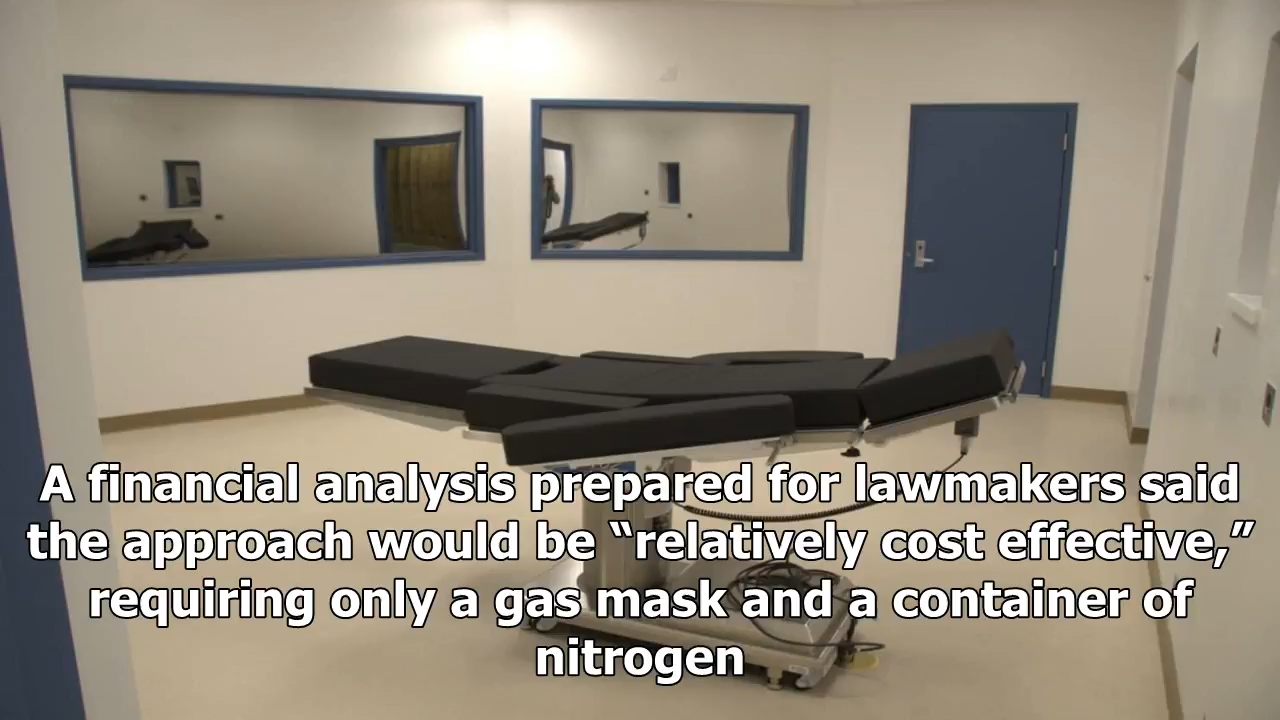 A financial analysis prepared for lawmakers said
the approach would be “relatively cost effective,”
requiring only a gas mask and a container of
nitrogen